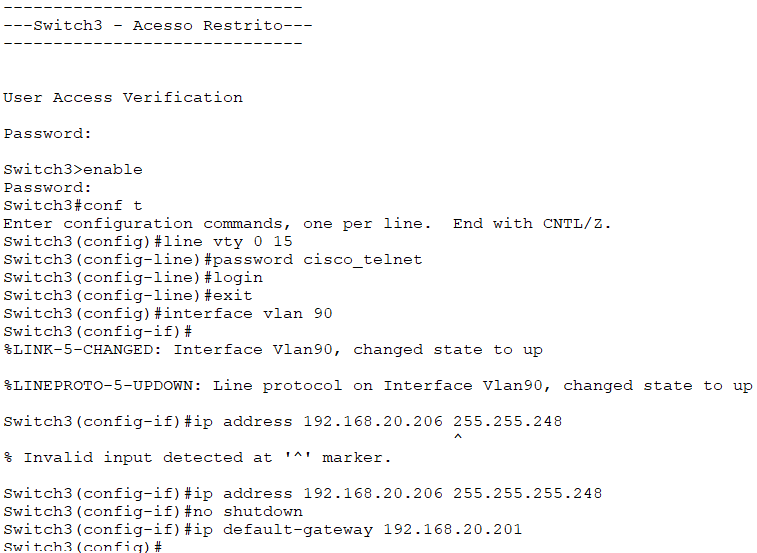 ------------------------------
---Switch3 - Acesso Restrito---
------------------------------
User Access Verification
Password:
Switch3>enable
Password:
Switch3#conf t
Enter configuration commands, one per line.  End with CNTL/Z.
Switch3(config)#line vty 0 15
Switch3(config-line)#password cisco_telnet
Switch3(config-line)#login
Switch3(config-line)#exit
Switch3(config)#interface vlan 90
Switch3(config-if)#
%LINK-5-CHANGED: Interface Vlan90, changed state to up
%LINEPROTO-5-UPDOWN: Line protocol on Interface Vlan90, changed state to up
Switch3(config-if)#ip address 192.168.20.206 255.255.248
^
% Invalid input detected at '^' marker.
Switch3(config-if)#ip address 192.168.20.206 255.255.255.248
Switch3(config-if)#no shutdown
Switch3(config-if)#ip default-gateway 192.168.20.201
Switch3(config)#